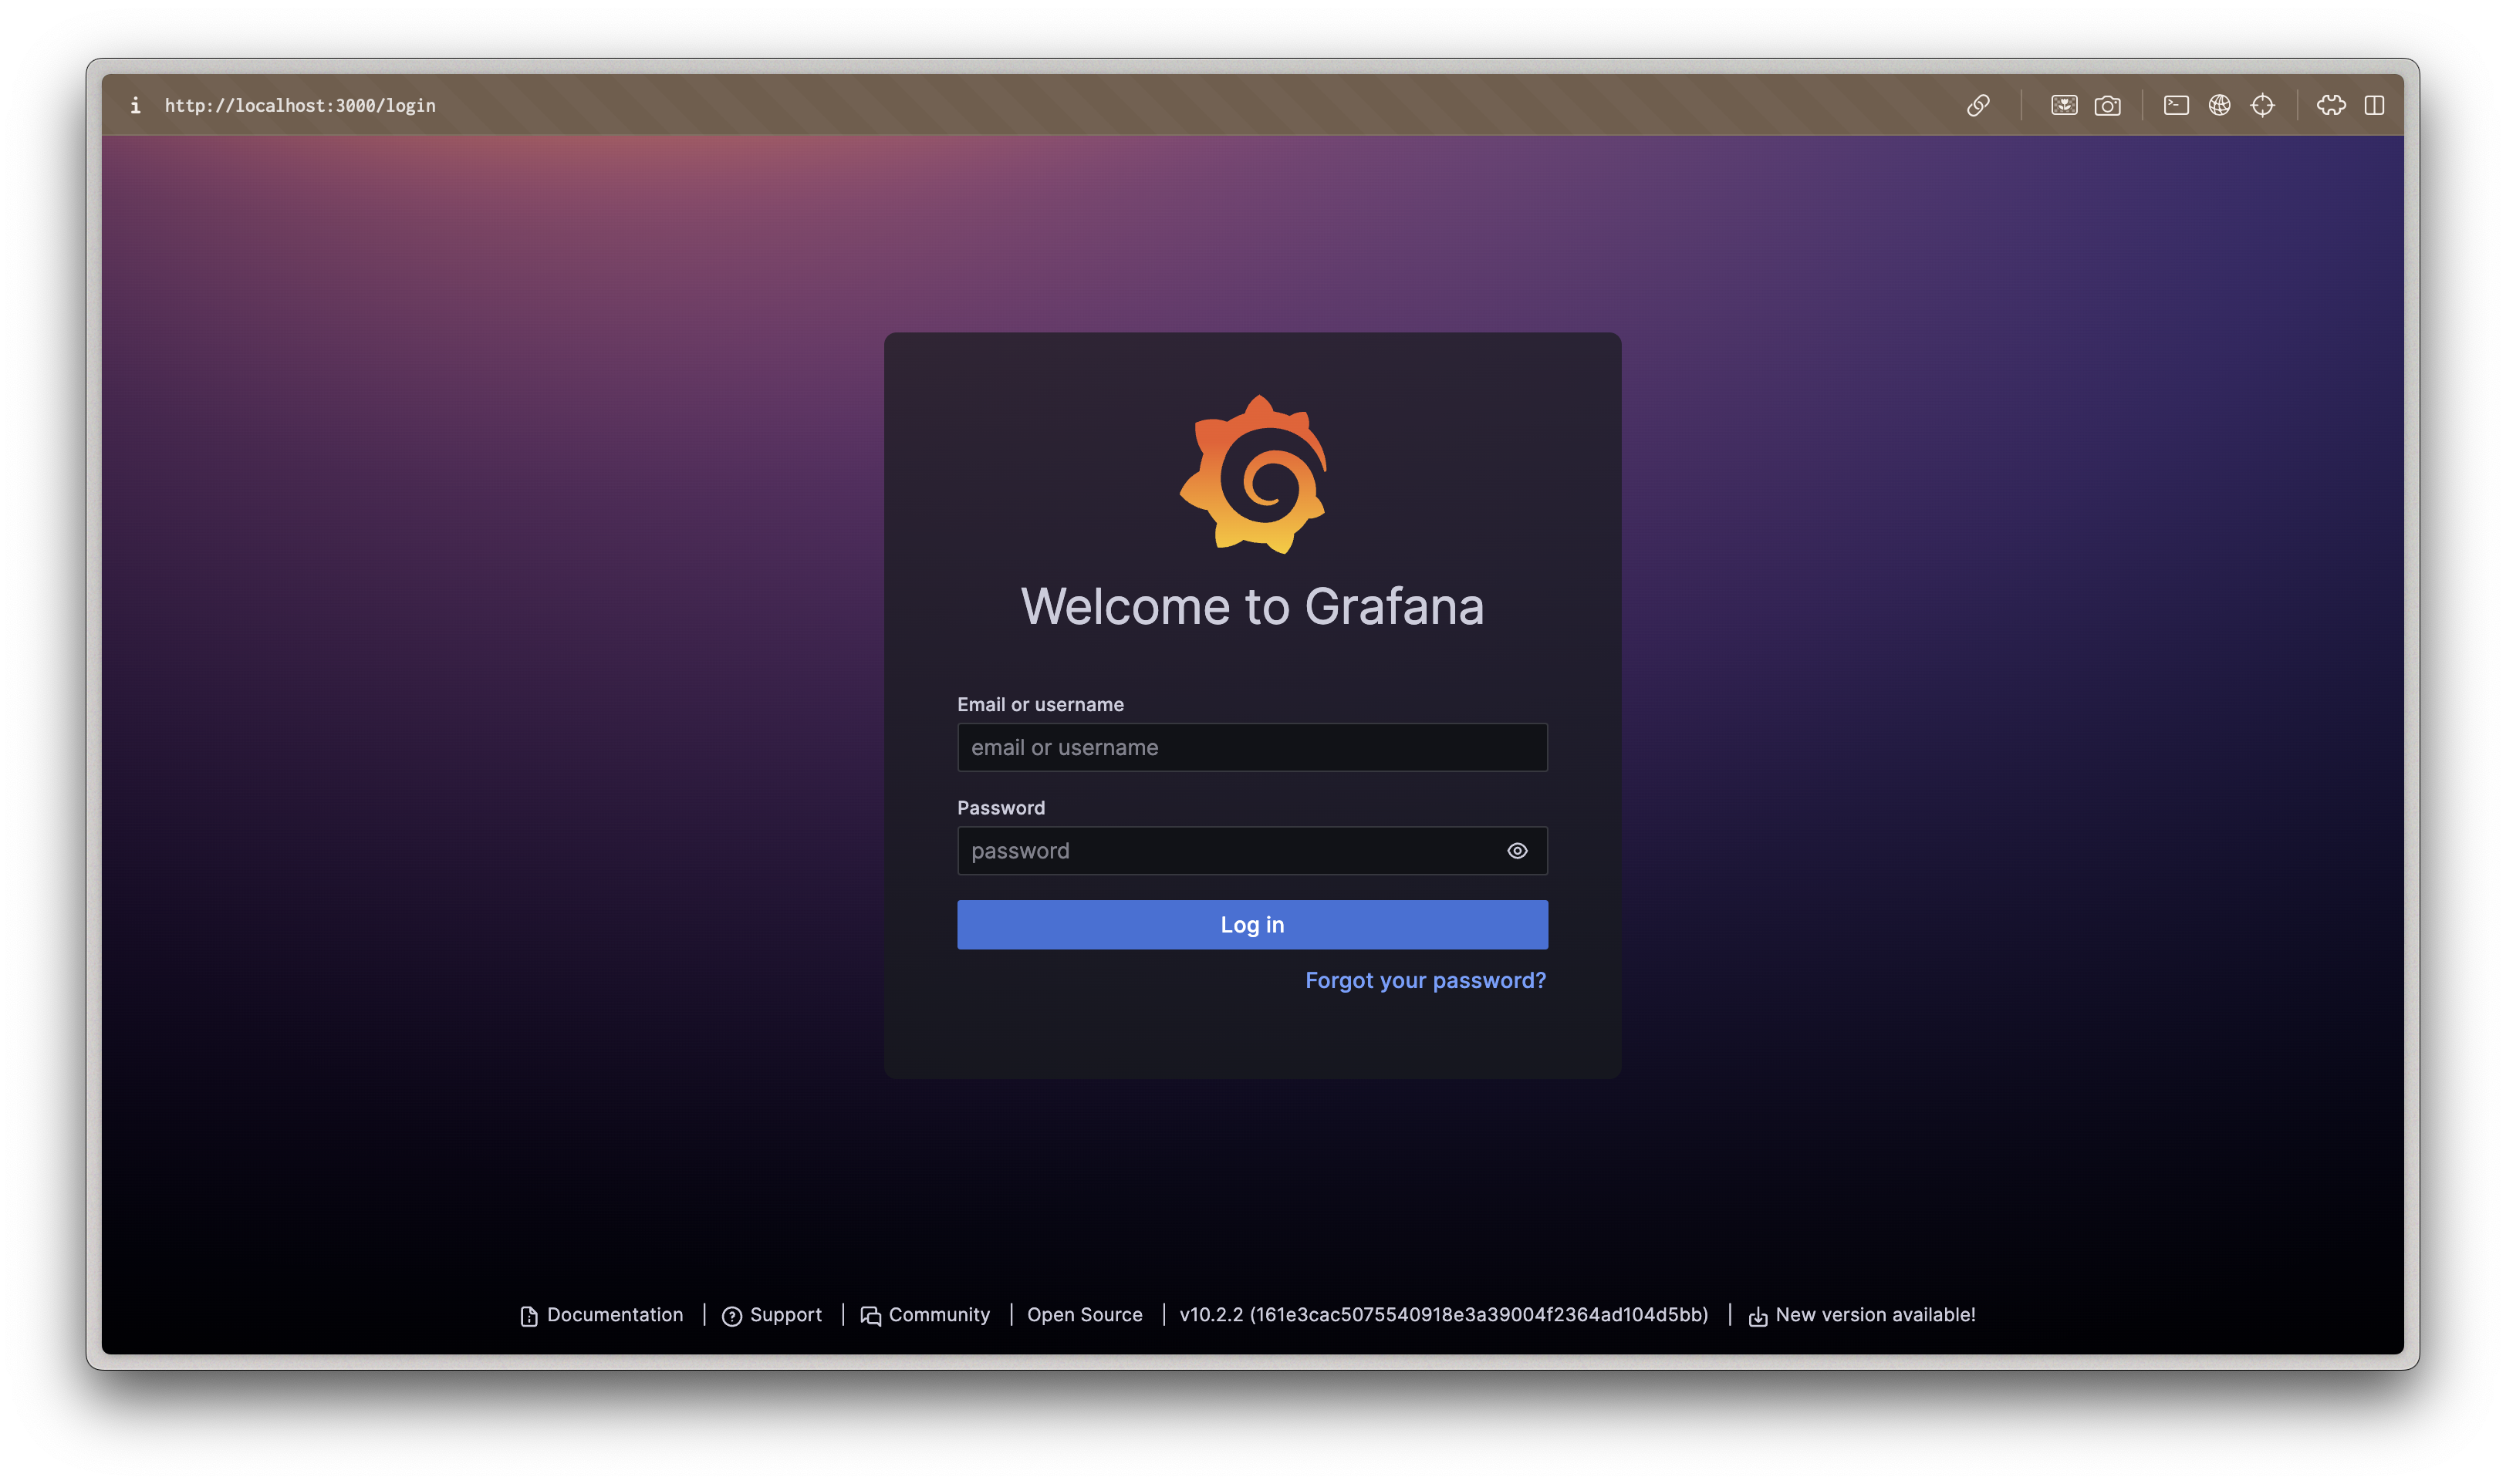 http://localhost:3000/login
Welcome to Grafana
Email or username
email or username
Password
password
Log in
Forgot your password?
Documentation | Support | Community | Open Source | v10.2.2 (161e3cac5075540918e3a39004f2364ad104d5bb) | New version available!